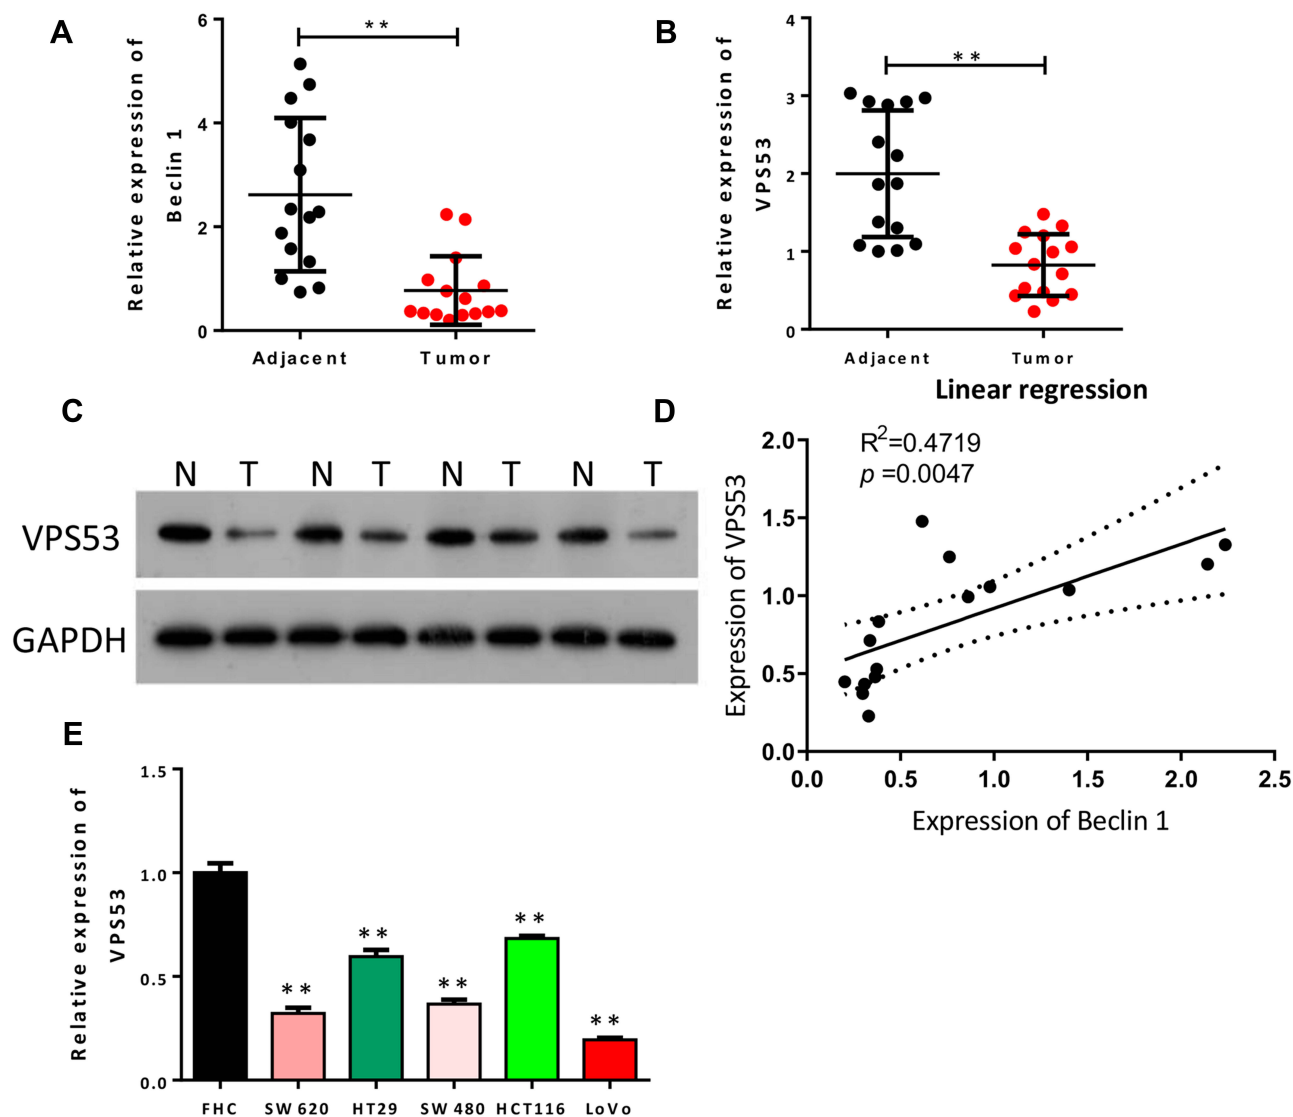 A
Relative expression of
Beclin 1
6
4
2
0
**
Adjacent
Tumor
B
Relative expression of
VPS53
4
3
2
1
0
**
Adjacent
Tumor
C
N T N T N T N T
VPS53
GAPDH
D
Linear regression
R²=0.4719
p =0.0047
Expression of VPS53
2.0
1.5
1.0
0.5
0.0
0.0 0.5 1.0 1.5 2.0 2.5
Expression of Beclin 1
E
Relative expression of
VPS53
1.5
1.0
0.5
0.0
**
**
**
**
**
FHC SW620 HT29 SW480 HCT116 LoVo